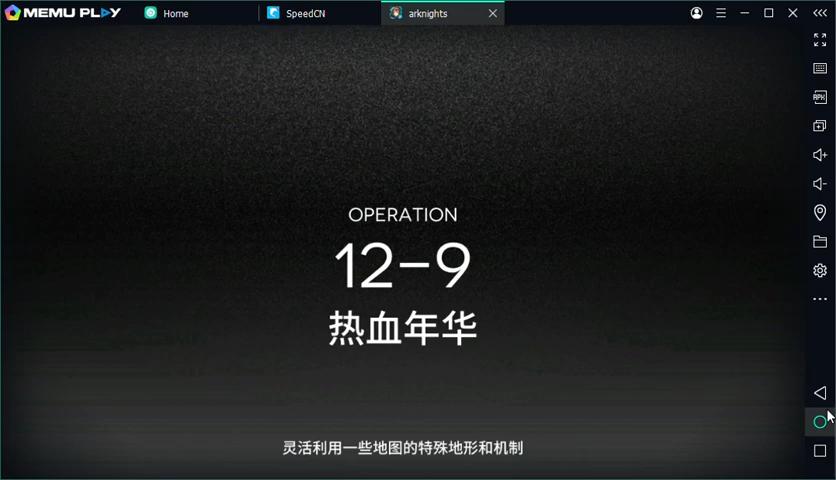 MEMU PLAY
Home
SpeedCN
arknights
APK
OPERATION
12-9
热血年华
灵活利用一些地图的特殊地形和机制